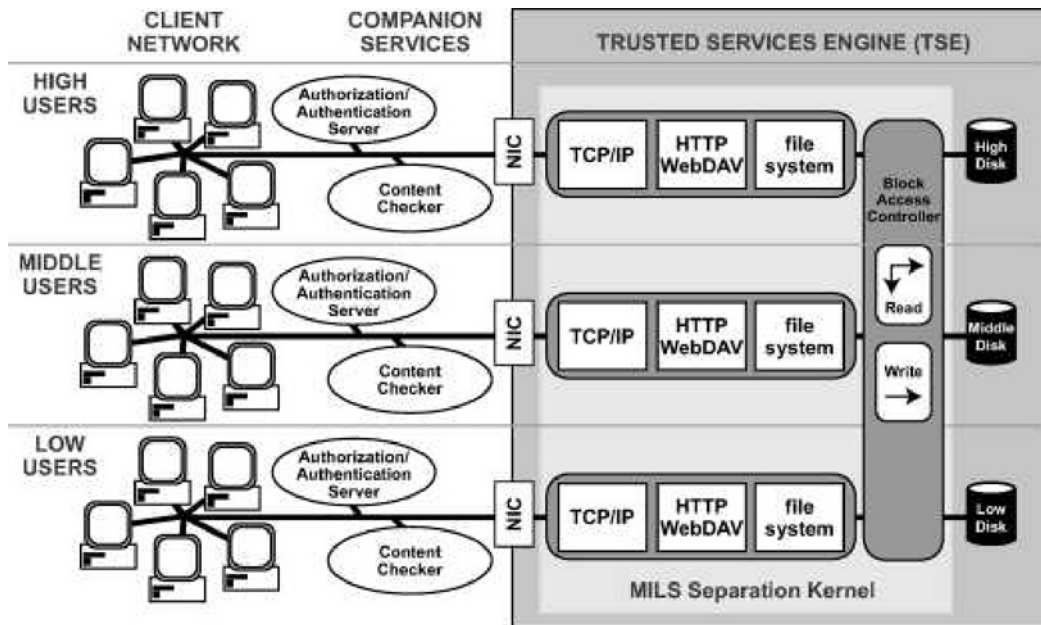 CLIENT
NETWORK
COMPANION
SERVICES
TRUSTED SERVICES ENGINE (TSE)
HIGH
USERS
Authorization/
Authentication
Server
Content
Checker
NIC
TCP/IP
HTTP
WebDAV
file
system
Block
Access
Controller
High
Disk
MIDDLE
USERS
Authorization/
Authentication
Server
Content
Checker
NIC
TCP/IP
HTTP
WebDAV
file
system
Read
Write
Middle
Disk
LOW
USERS
Authorization/
Authentication
Server
Content
Checker
NIC
TCP/IP
HTTP
WebDAV
file
system
Low
Disk
MILS Separation Kernel